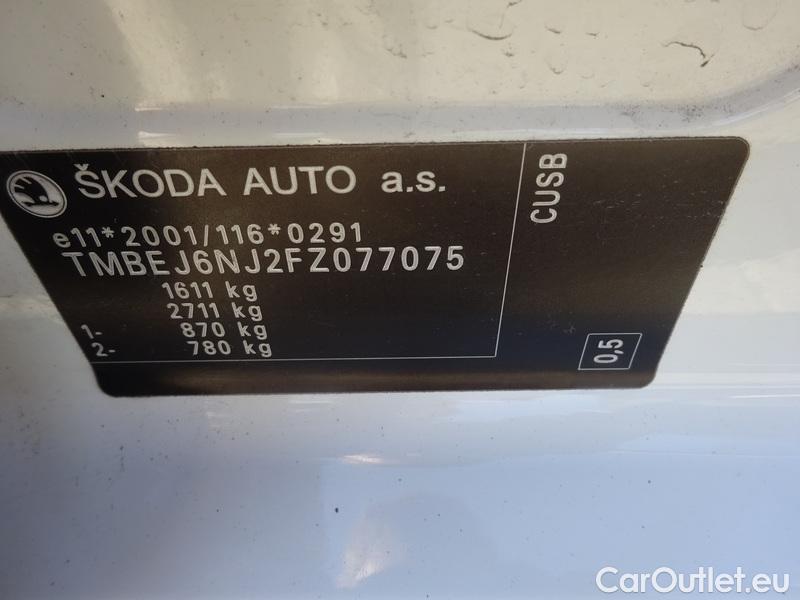 ŠKODA AUTO a.s.
e11*2001/116*0291
TMBEJ6NJ2FZ077075
1611 kg
2711 kg
1- 870 kg
2- 780 kg
CUSB
0,5
CarOutlet.eu